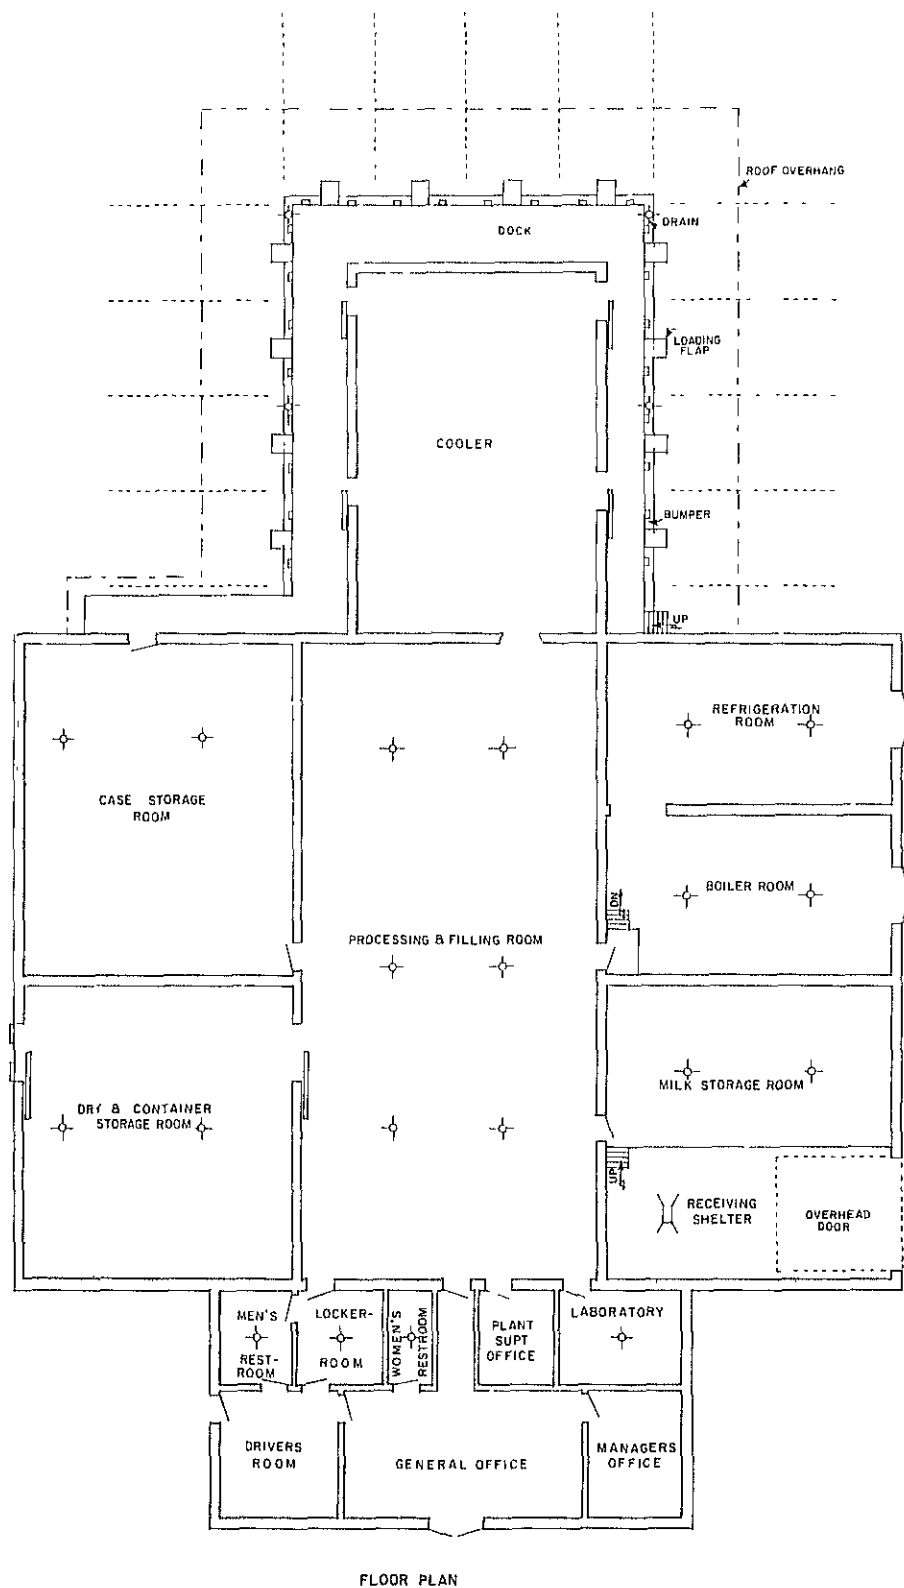 ROOF OVERHANG
DRAIN
DOCK
LOADING
FLAP
COOLER
BUMPER
UP
REFRIGERATION
ROOM
CASE STORAGE
ROOM
BOILER ROOM
DN
PROCESSING & FILLING ROOM
MILK STORAGE ROOM
DRY & CONTAINER
STORAGE ROOM
UP
RECEIVING
SHELTER
OVERHEAD
DOOR
MEN'S
REST-
ROOM
LOCKER-
ROOM
WOMEN'S
RESTROOM
PLANT
SUPT
OFFICE
LABORATORY
DRIVERS
ROOM
GENERAL OFFICE
MANAGERS
OFFICE
FLOOR PLAN